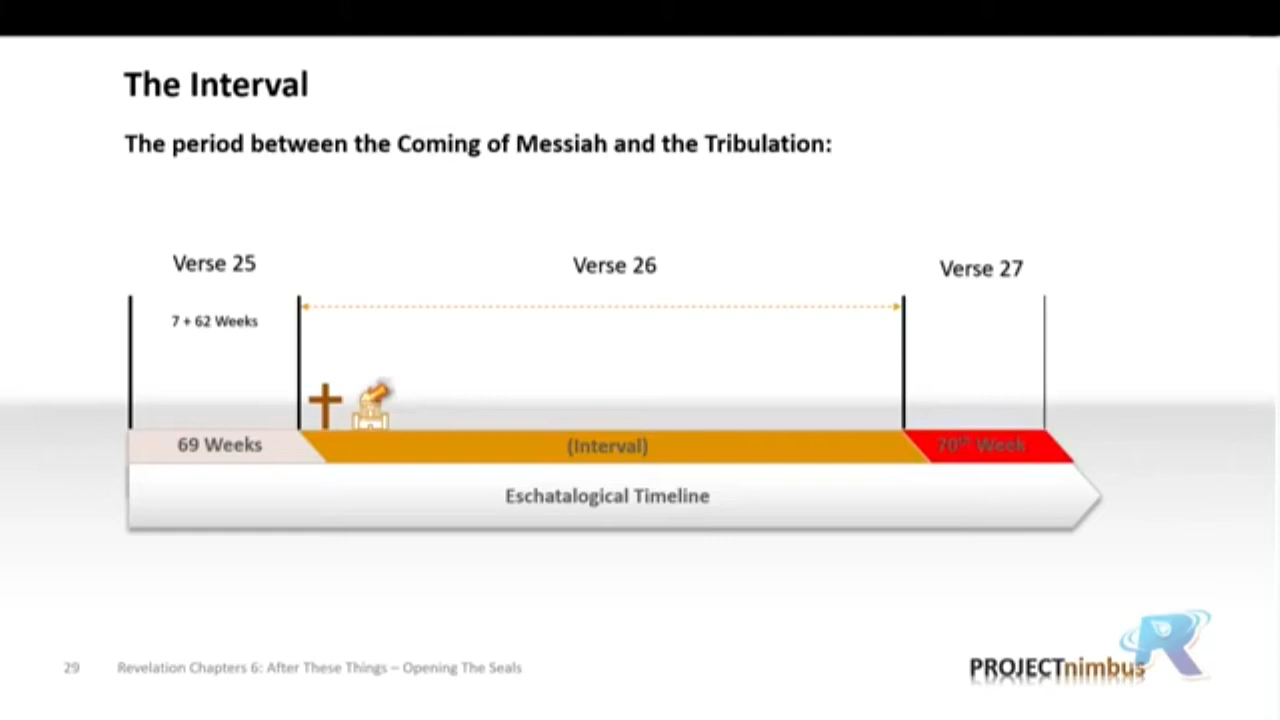 The Interval
The period between the Coming of Messiah and the Tribulation:
Verse 25
Verse 26
Verse 27
7 + 62 Weeks
69 Weeks
(Interval)
70th Week
Eschatalogical Timeline
29
Revelation Chapters 6: After These Things – Opening The Seals
PROJECTnimbus
R